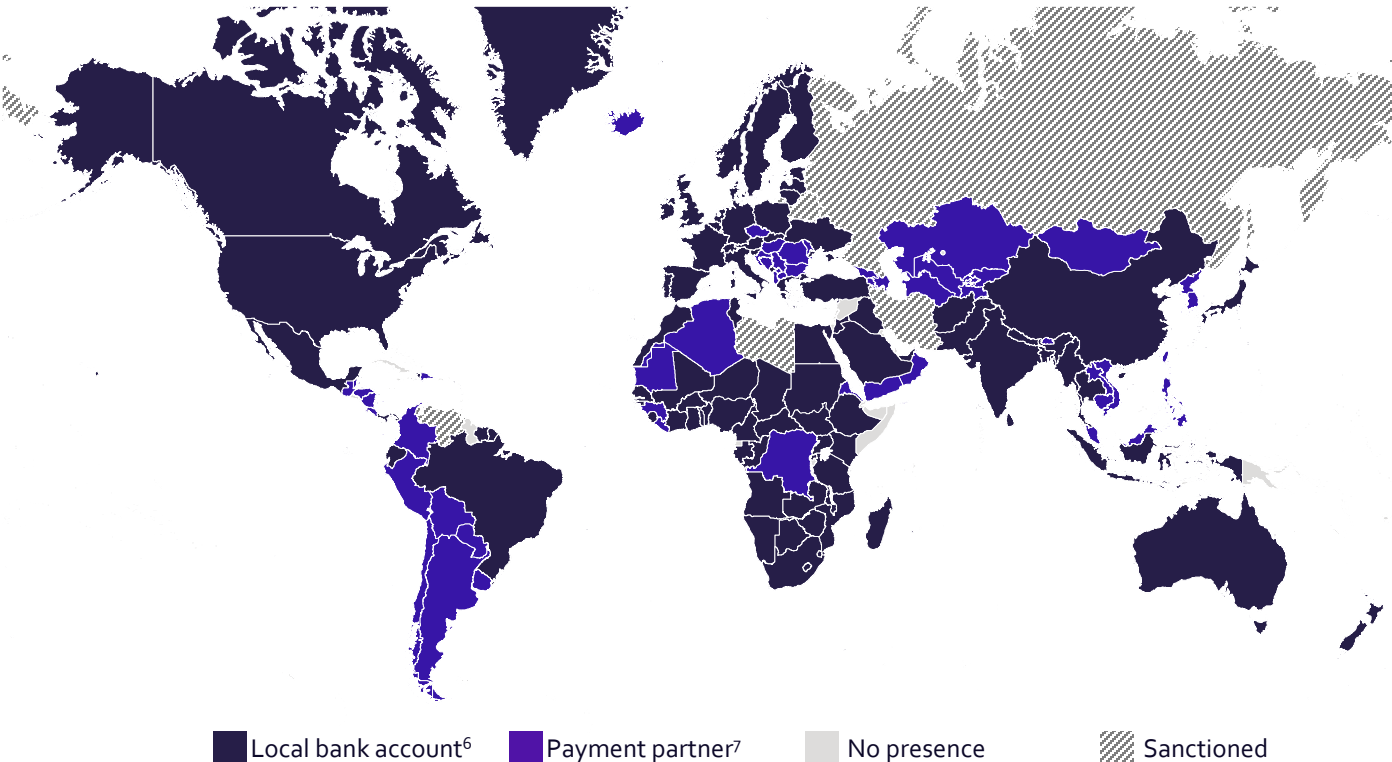 Local bank account⁶
Payment partner⁷
No presence
Sanctioned